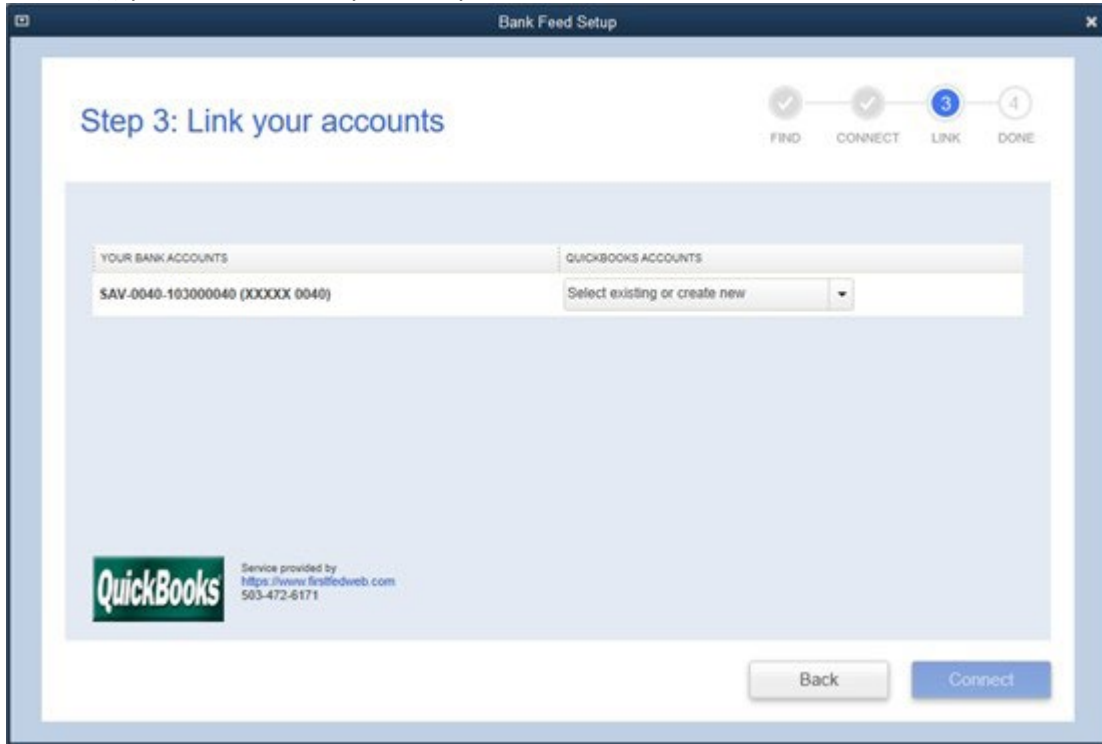 Bank Feed Setup
Step 3: Link your accounts
3
4
FIND
CONNECT
LINK
DONE
YOUR BANK ACCOUNTS
QUICKBOOKS ACCOUNTS
SAV-0040-103000040 (XXXXX 0040)
Select existing or create new
QuickBooks
Service provided by
https://www.firstfedweb.com
503-472-6171
Back
Connect